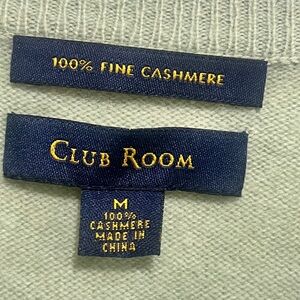 100% FINE CASHMERE
CLUB ROOM
M
100%
CASHMERE
MADE IN
CHINA